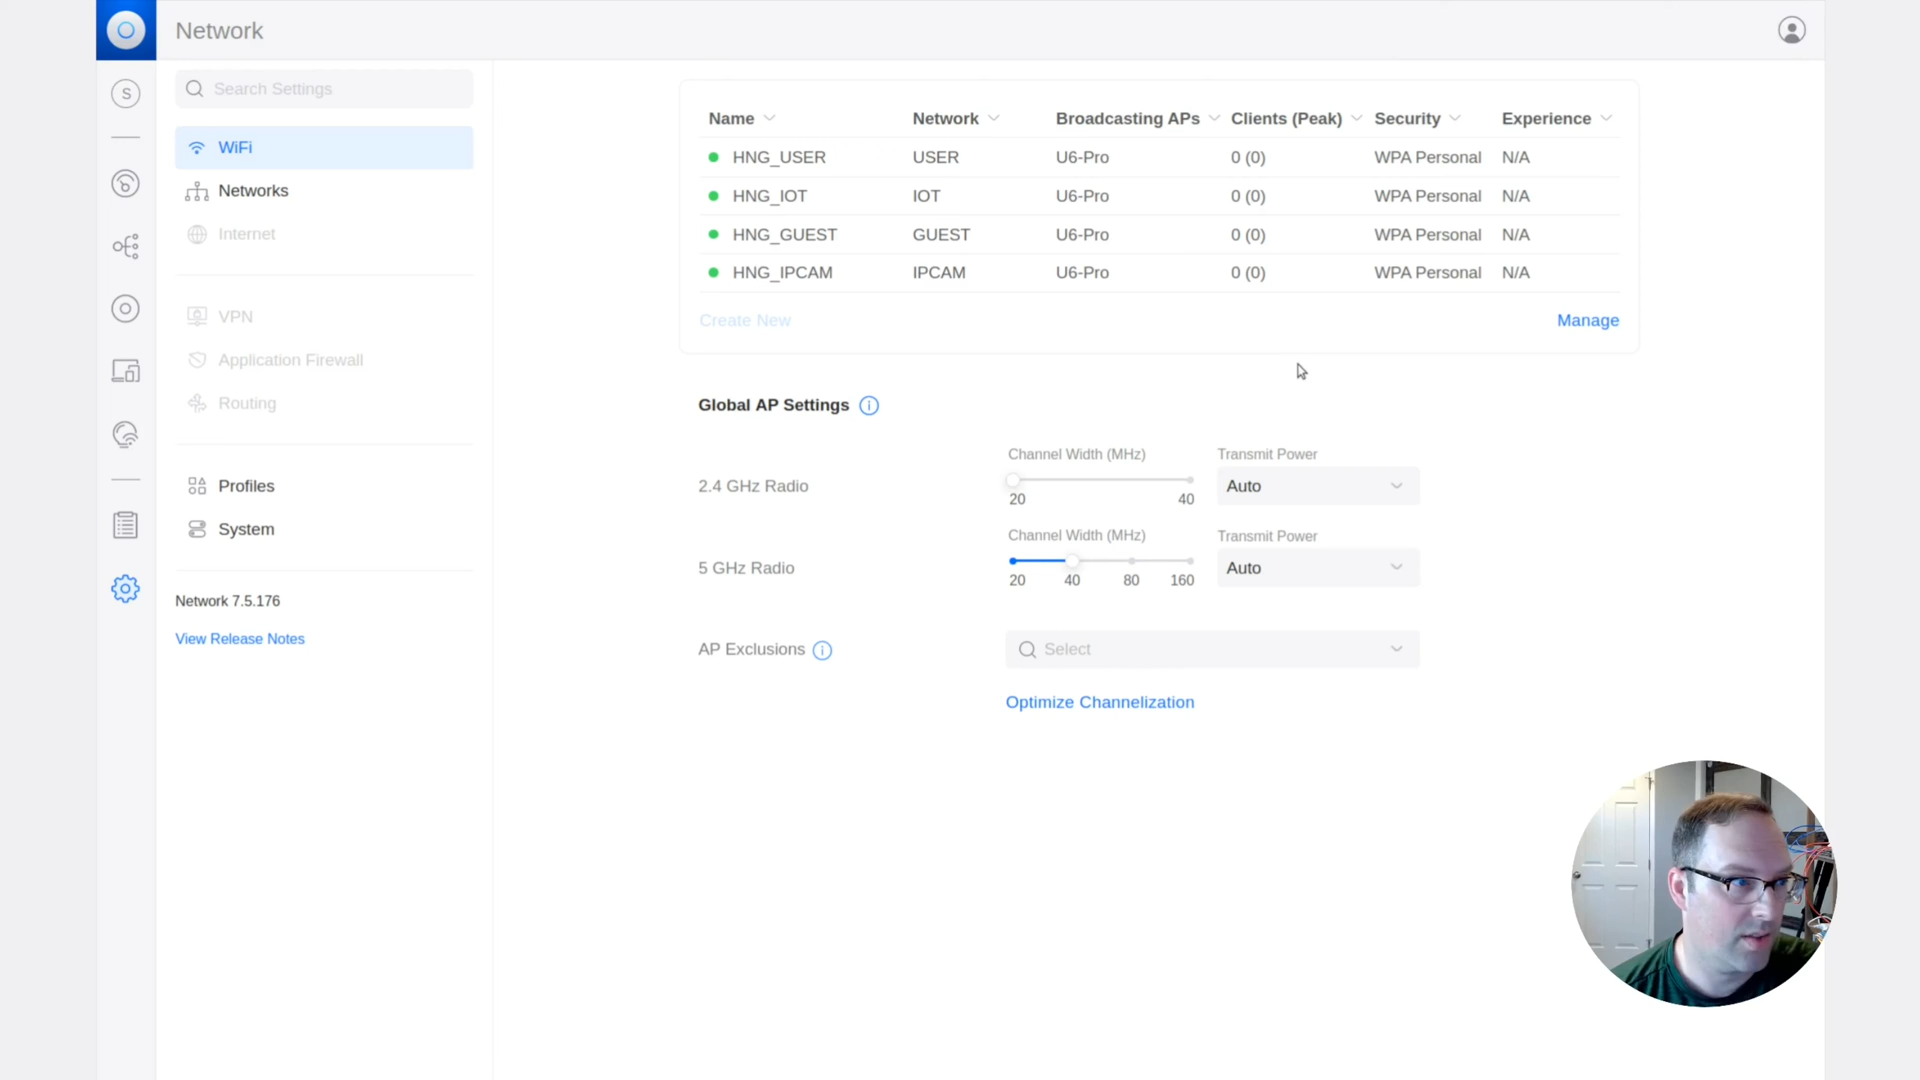 Network
S
Search Settings
WiFi
Networks
Internet
VPN
Application Firewall
Routing
Profiles
System
Network 7.5.176
View Release Notes
Name Network Broadcasting APs Clients (Peak) Security Experience
HNG_USER USER U6-Pro 0 (0) WPA Personal N/A
HNG_IOT IOT U6-Pro 0 (0) WPA Personal N/A
HNG_GUEST GUEST U6-Pro 0 (0) WPA Personal N/A
HNG_IPCAM IPCAM U6-Pro 0 (0) WPA Personal N/A
Create New Manage
Global AP Settings
Channel Width (MHz) Transmit Power
2.4 GHz Radio Auto
20 40
Channel Width (MHz) Transmit Power
5 GHz Radio Auto
20 40 80 160
AP Exclusions Select
Optimize Channelization